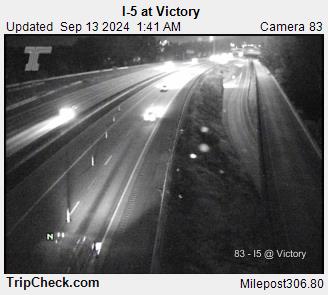 I-5 at Victory
Updated Sep 13 2024 1:41 AM Camera 83
T
N
83 - I5 @ Victory
TripCheck.com Milepost306.80